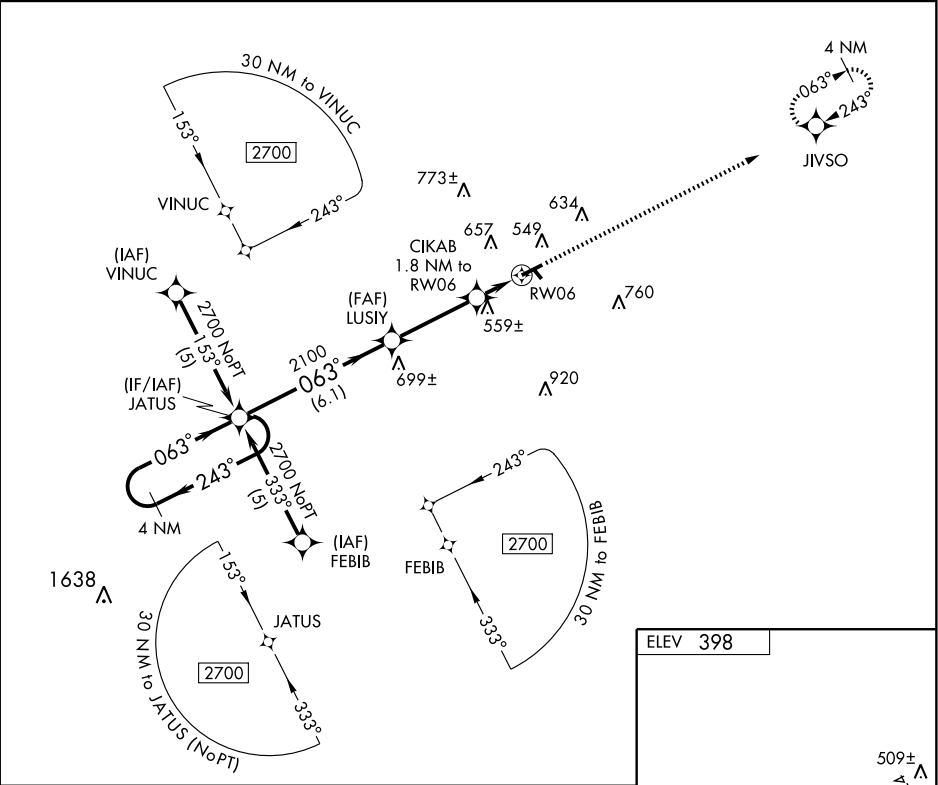 30 NM to VINUC
153°
2700
VINUC
243°
4 NM
063°
243°
JIVSO
773±
657
549
634
CIKAB
1.8 NM to
RW06
RW06
559±
760
(IAF)
VINUC
2700 NoPT
153°
(5)
(FAF)
LUSIY
2100
063°
(6.1)
699±
920
(IF/IAF)
JATUS
063°
243°
4 NM
2700 NoPT
333°
(5)
(IAF)
FEBIB
243°
2700
FEBIB
333°
30 NM to FEBIB
1638
153°
JATUS
2700
333°
30 NM to JATUS (NoPT)
ELEV 398
509±